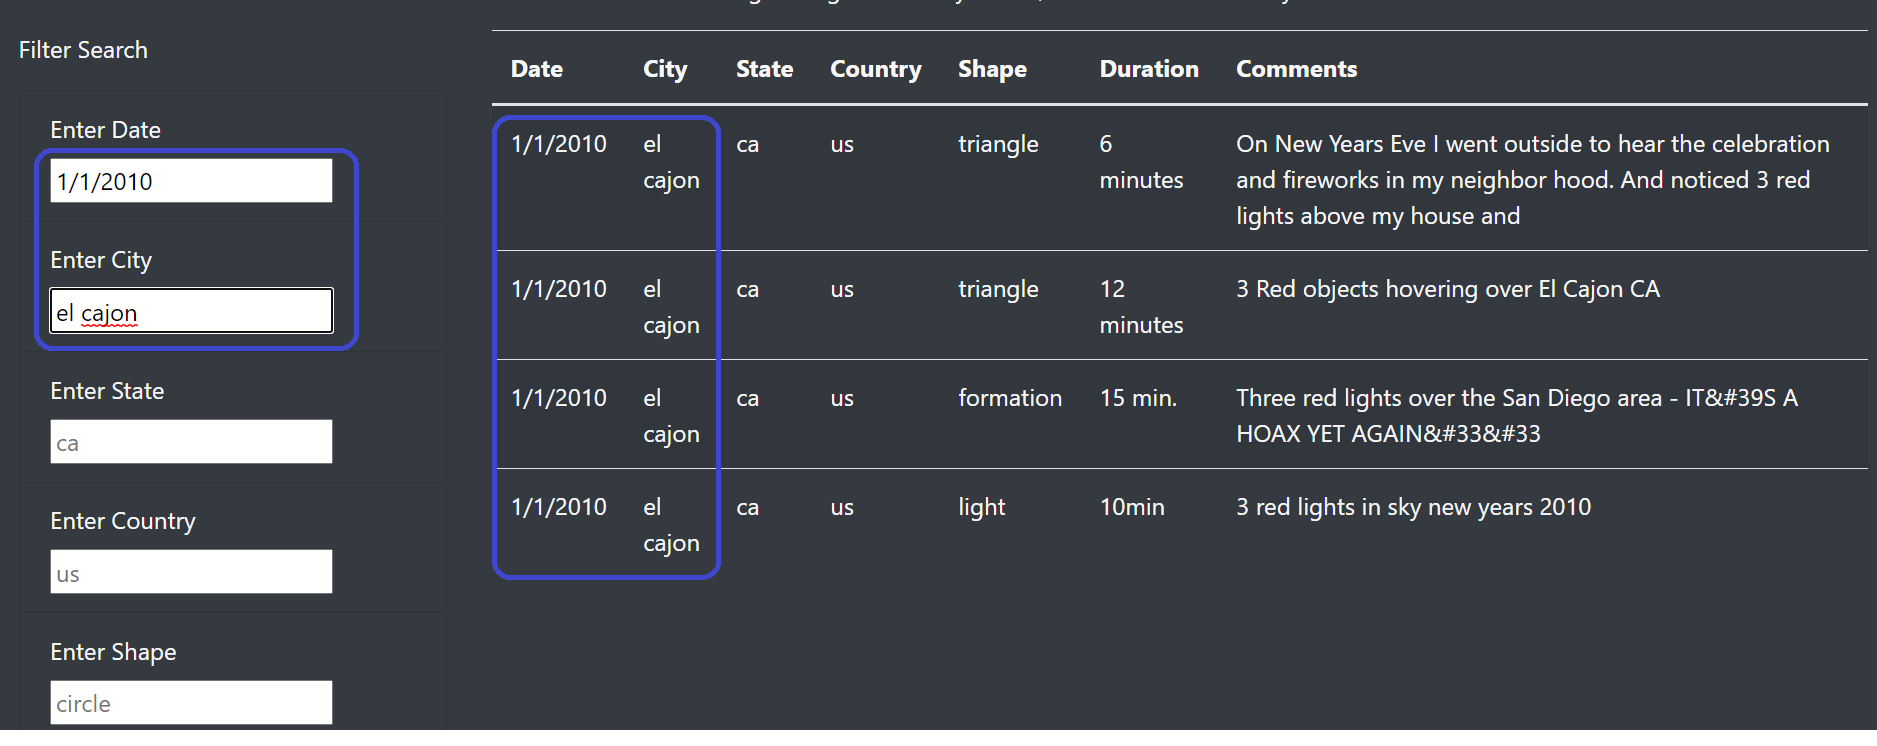 Filter Search
Enter Date
1/1/2010
Enter City
el cajon
Enter State
ca
Enter Country
us
Enter Shape
circle
Date City State Country Shape Duration Comments
1/1/2010 el ca us triangle 6 On New Years Eve I went outside to hear the celebration
cajon minutes and fireworks in my neighbor hood. And noticed 3 red
lights above my house and
1/1/2010 el ca us triangle 12 3 Red objects hovering over El Cajon CA
cajon minutes
1/1/2010 el ca us formation 15 min. Three red lights over the San Diego area - IT&#39S A
cajon HOAX YET AGAIN&#33&#33
1/1/2010 el ca us light 10min 3 red lights in sky new years 2010
cajon